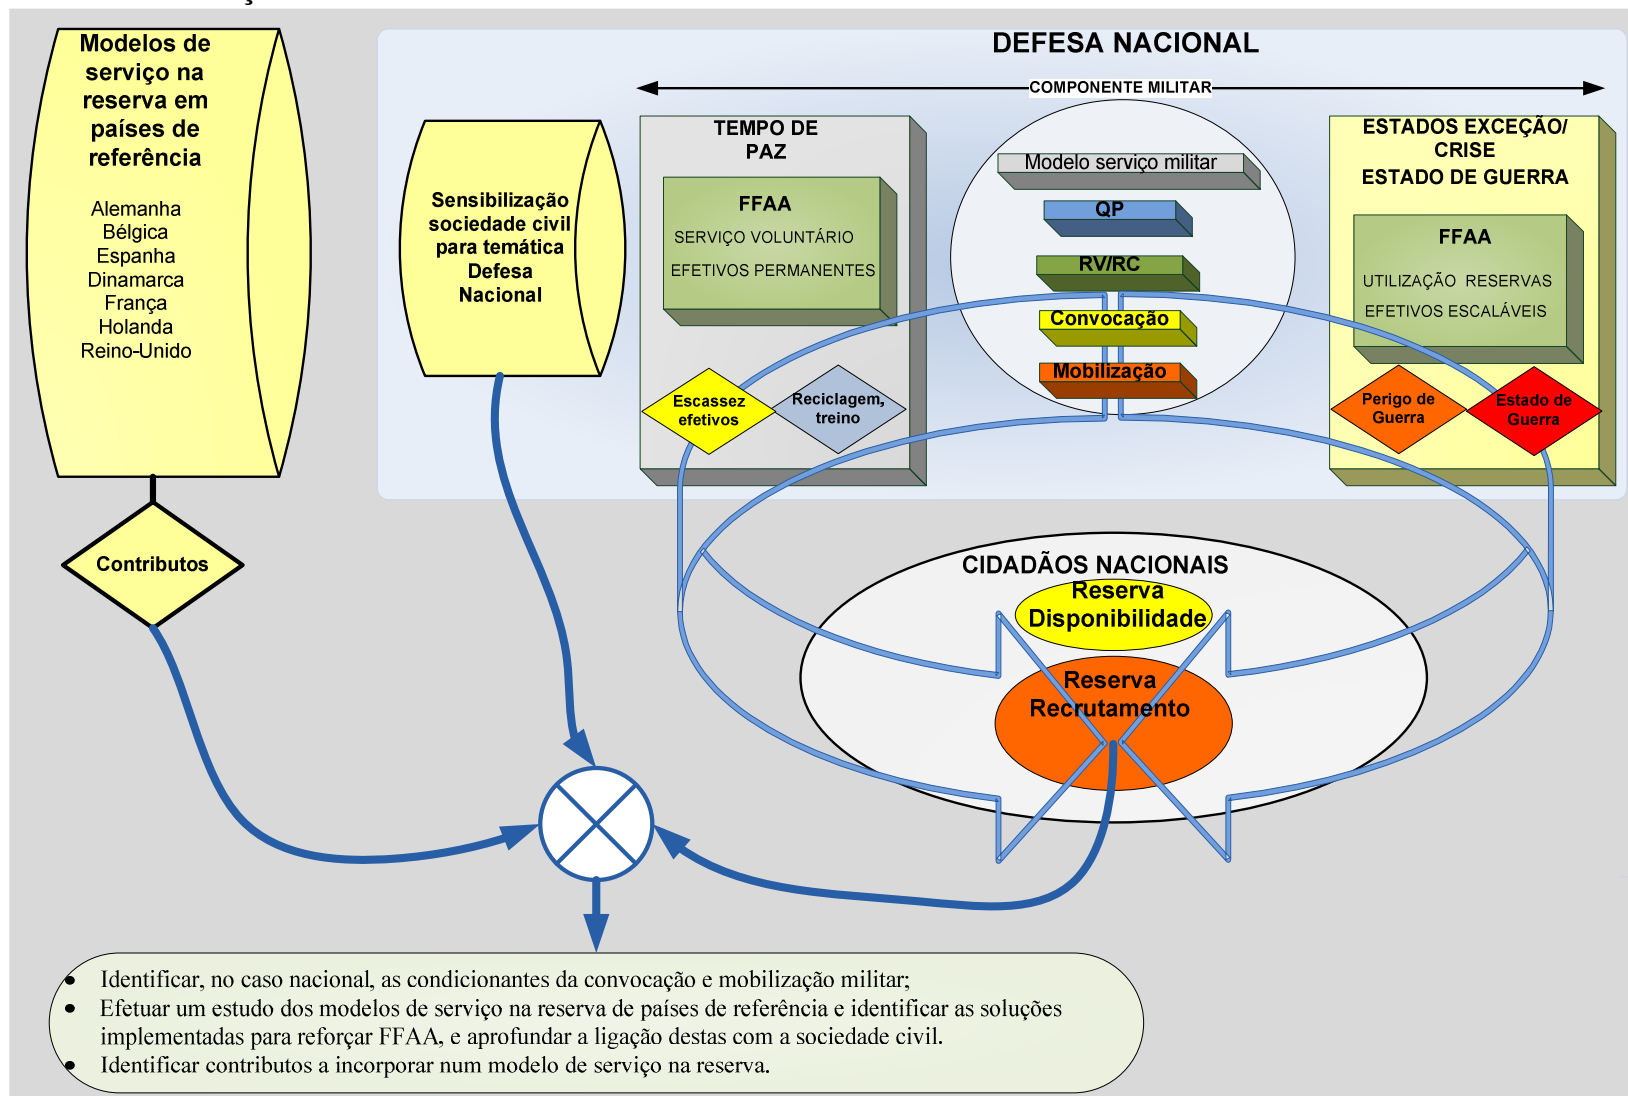 Modelos de
serviço na
reserva em
países de
referência
Alemanha
Bélgica
Espanha
Dinamarca
França
Holanda
Reino-Unido
Contributos
Sensibilização
sociedade civil
para temática
Defesa
Nacional
DEFESA NACIONAL
COMPONENTE MILITAR
TEMPO DE
PAZ
FFAA
SERVIÇO VOLUNTÁRIO
EFETIVOS PERMANENTES
Escassez
efetivos
Reciclagem,
treino
Modelo serviço militar
QP
RV/RC
Convocação
Mobilização
ESTADOS EXCEÇÃO/
CRISE
ESTADO DE GUERRA
FFAA
UTILIZAÇÃO RESERVAS
EFETIVOS ESCALÁVEIS
Perigo de
Guerra
Estado de
Guerra
CIDADÃOS NACIONAIS
Reserva
Disponibilidade
Reserva
Recrutamento
• Identificar, no caso nacional, as condicionantes da convocação e mobilização militar;
• Efetuar um estudo dos modelos de serviço na reserva de países de referência e identificar as soluções
implementadas para reforçar FFAA, e aprofundar a ligação destas com a sociedade civil.
• Identificar contributos a incorporar num modelo de serviço na reserva.